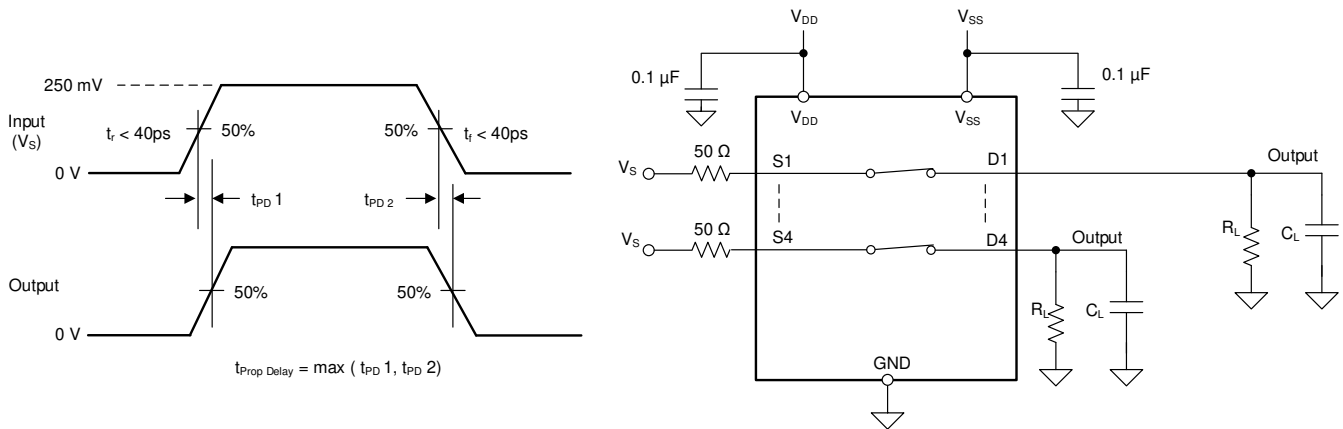 250 mV
Input
(VS)
tr < 40ps
50%
50%
tf < 40ps
0 V
tPD 1
tPD 2
Output
50%
50%
0 V
tProp Delay = max ( tPD 1, tPD 2)
VDD
VSS
0.1 µF
0.1 µF
VDD
VSS
VS
50 Ω
S1
D1
Output
VS
50 Ω
S4
D4
Output
RL
CL
RL
CL
GND